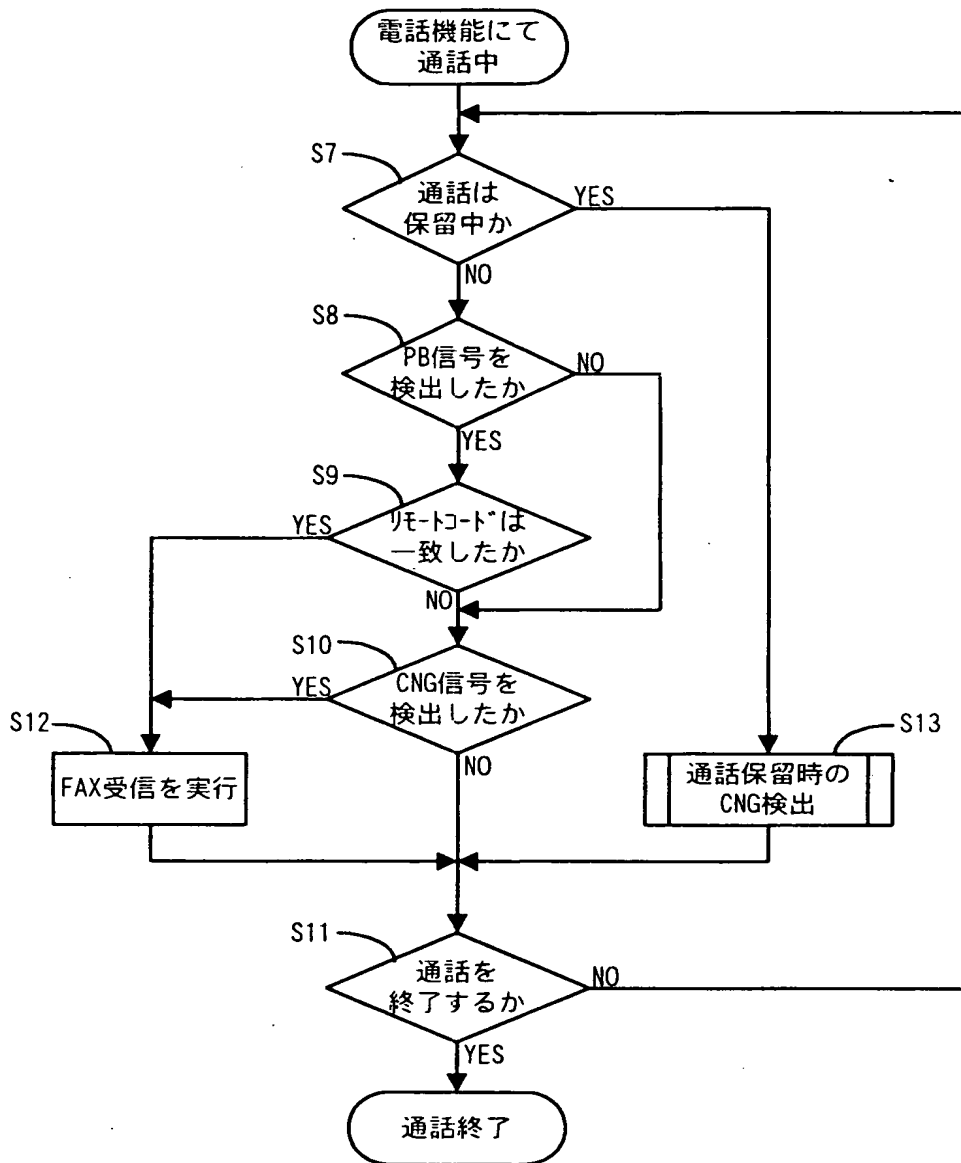 電話機能にて
通話中
S7
通話は
保留中か
YES
NO
S8
PB信号を
検出したか
NO
YES
S9
ﾘﾓｰﾄｺｰﾄﾞは
一致したか
YES
NO
S10
CNG信号を
検出したか
YES
NO
S12
FAX受信を実行
S13
通話保留時の
CNG検出
S11
通話を
終了するか
NO
YES
通話終了